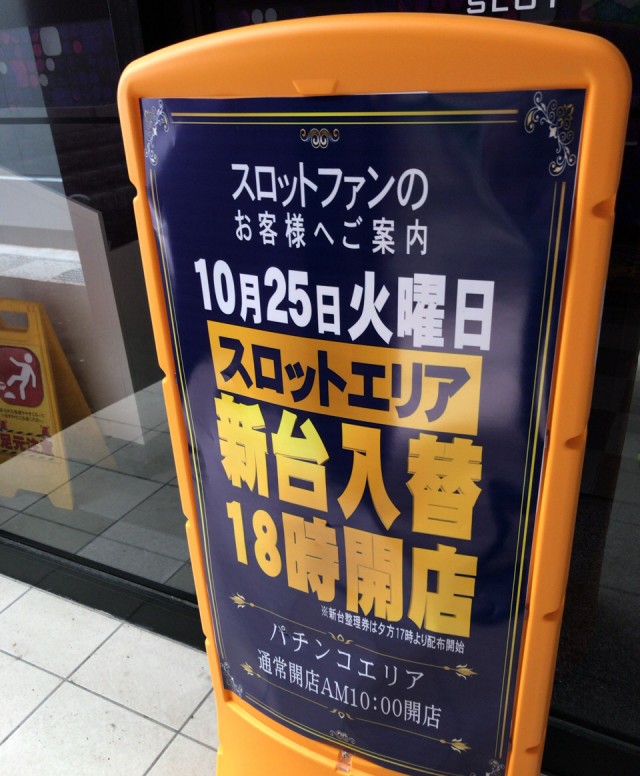 SLOT
スロットファンの
お客様へご案内
10月25日火曜日
スロットエリア
新台入替
18時開店
※新台整理券は夕方17時より配布開始
パチンコエリア
通常開店AM10:00開店